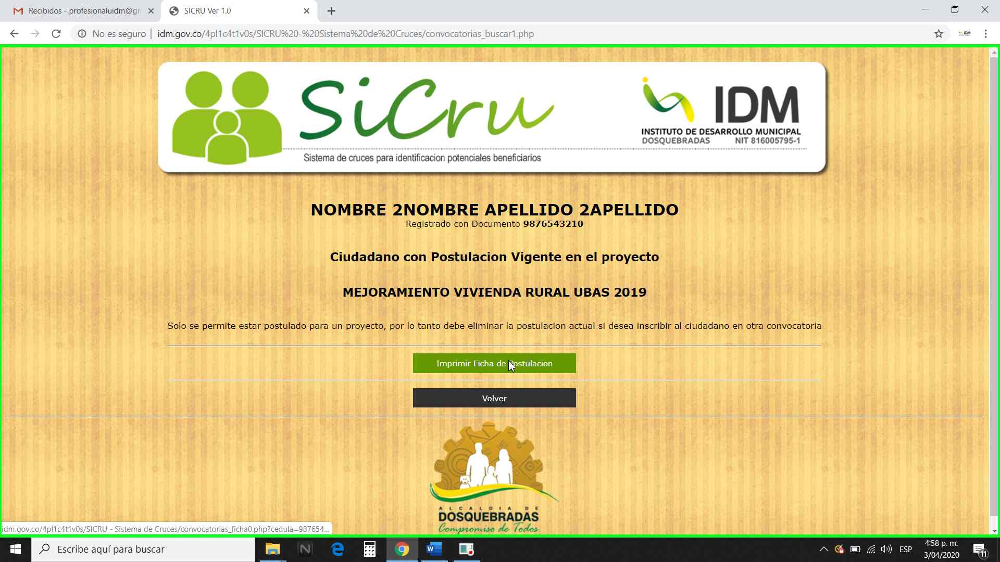 Recibidos - profesionaluidm@gm
SICRU Ver 1.0
No es seguro | idm.gov.co/4pl1c4t1v0s/SICRU%20-%20Sistema%20de%20Cruces/convocatorias_buscar1.php
SiCru
Sistema de cruces para identificacion potenciales beneficiarios
IDM
INSTITUTO DE DESARROLLO MUNICIPAL
DOSQUEBRADAS NIT 816005795-1
NOMBRE 2NOMBRE APELLIDO 2APELLIDO
Registrado con Documento 9876543210
Ciudadano con Postulacion Vigente en el proyecto
MEJORAMIENTO VIVIENDA RURAL UBAS 2019
Solo se permite estar postulado para un proyecto, por lo tanto debe eliminar la postulacion actual si desea inscribir al ciudadano en otra convocatoria
Imprimir Ficha de Postulacion
Volver
ALCALDIA DE
DOSQUEBRADAS
Compromiso de Todos
idm.gov.co/4pl1c4t1v0s/SICRU - Sistema de Cruces/convocatorias_ficha0.php?cedula=987654...
Escribe aquí para buscar
ESP
4:58 p. m.
3/04/2020
11